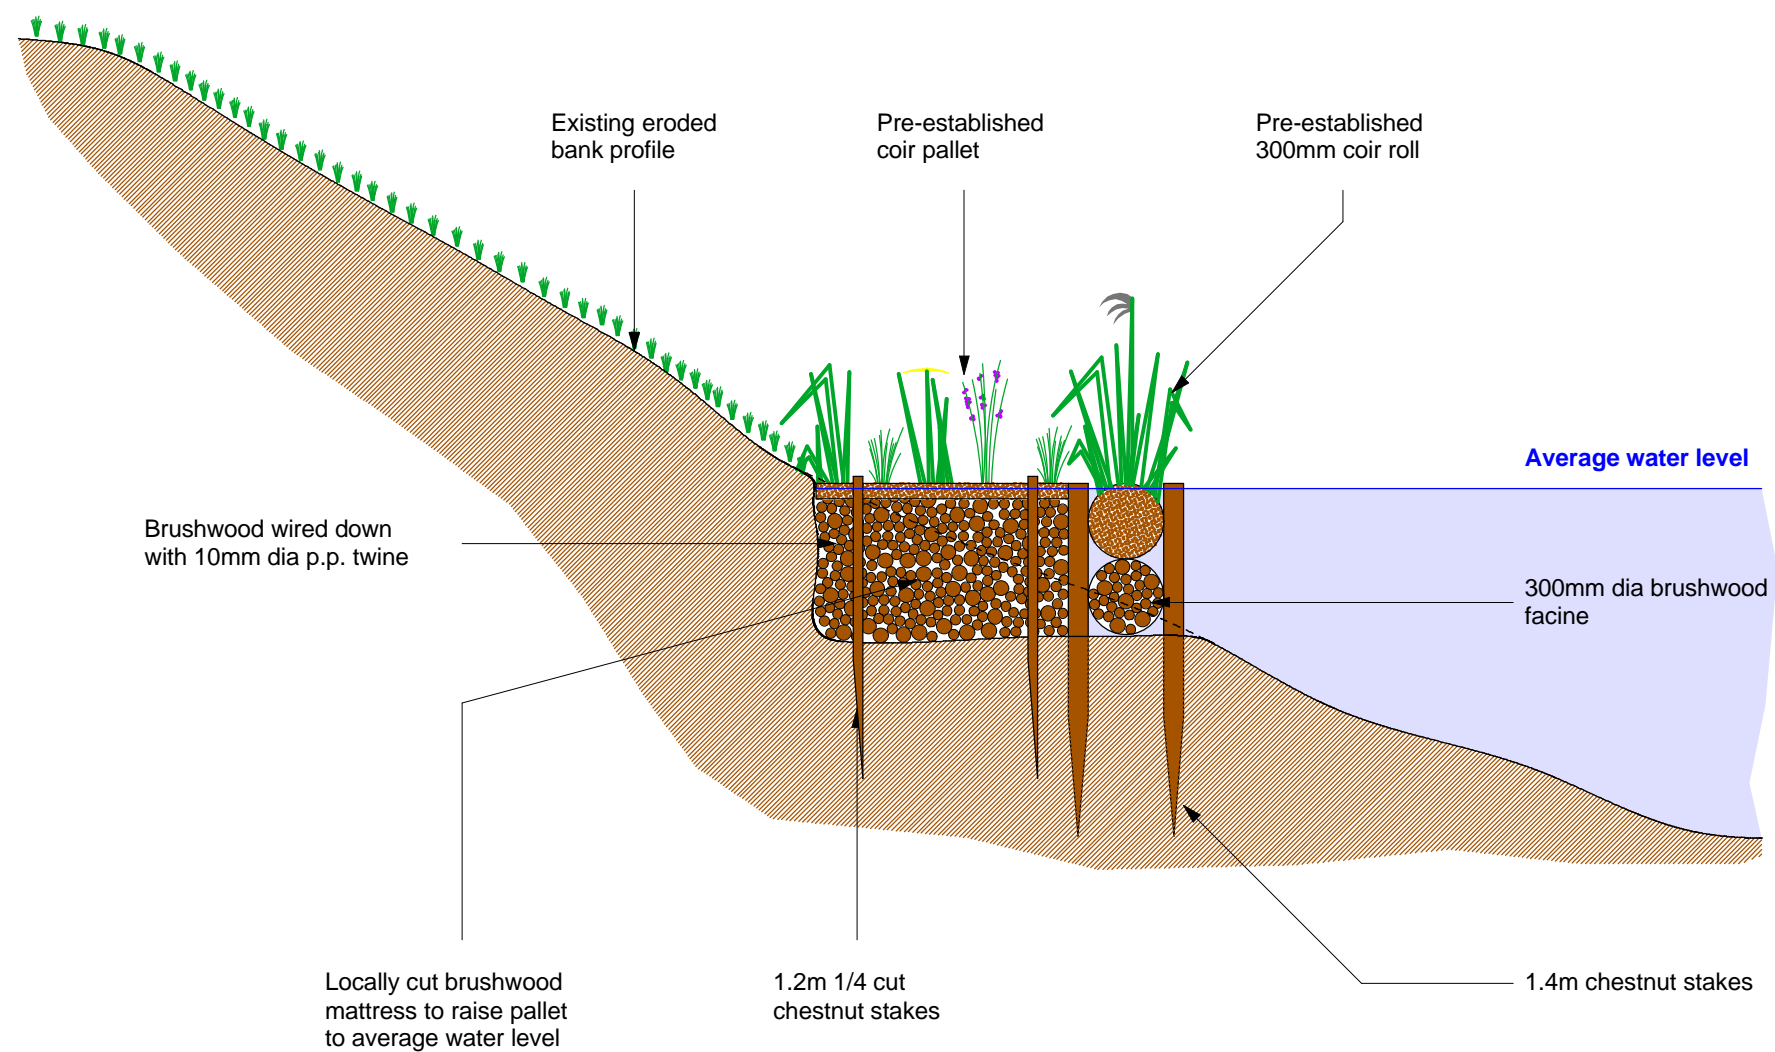 Existing eroded
bank profile
Pre-established
coir pallet
Pre-established
300mm coir roll
Average water level
Brushwood wired down
with 10mm dia p.p. twine
300mm dia brushwood
facine
Locally cut brushwood
mattress to raise pallet
to average water level
1.2m 1/4 cut
chestnut stakes
1.4m chestnut stakes